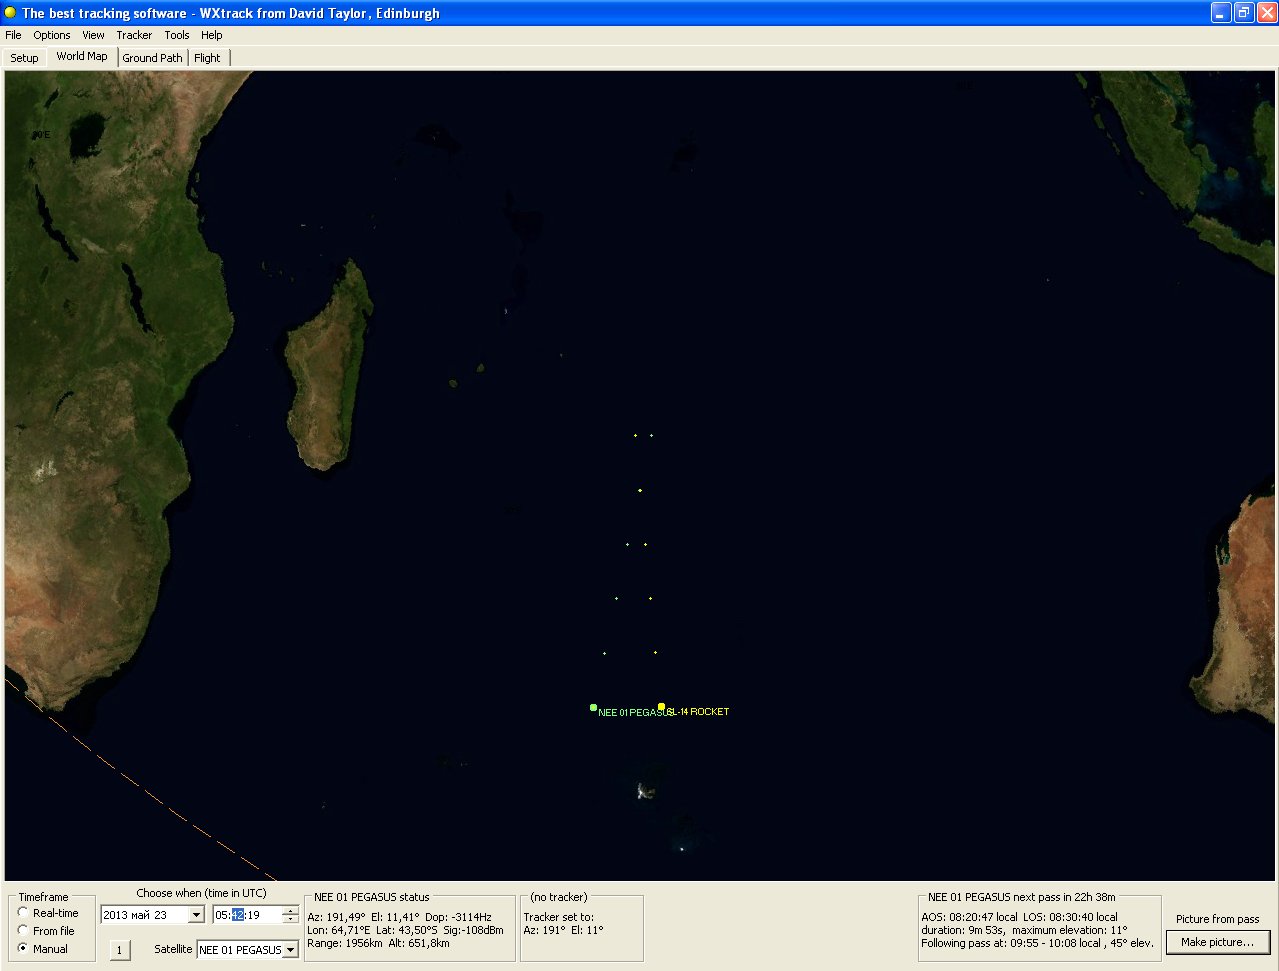 The best tracking software - WXtrack from David Taylor, Edinburgh
File Options View Tracker Tools Help
Setup World Map Ground Path Flight
NEE 01 PEGASUS
SL-14 ROCKET
Timeframe
Real-time
From file
Manual
Choose when (time in UTC)
2013 май 23
05:42:19
1
Satellite
NEE 01 PEGASUS
NEE 01 PEGASUS status
Az: 191,49° El: 11,41° Dop: -3114Hz
Lon: 64,71°E Lat: 43,50°S Sig:-108dBm
Range: 1956km Alt: 651,8km
(no tracker)
Tracker set to:
Az: 191° El: 11°
NEE 01 PEGASUS next pass in 22h 38m
AOS: 08:20:47 local LOS: 08:30:40 local
duration: 9m 53s, maximum elevation: 11°
Following pass at: 09:55 - 10:08 local , 45° elev.
Picture from pass
Make picture...